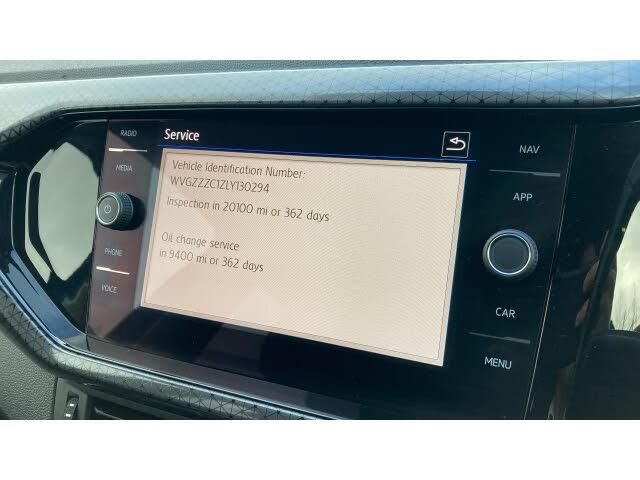 RADIO
MEDIA
PHONE
VOICE
Service
Vehicle Identification Number:
WVGZZZC1ZLY130294
Inspection in 20100 mi or 362 days
Oil change service
in 9400 mi or 362 days
NAV
APP
CAR
MENU